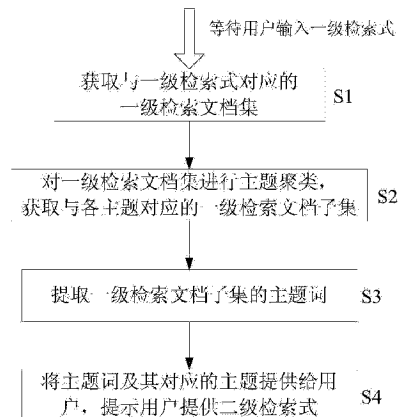 等待用户输入一级检索式
获取与一级检索式对应的
一级检索文档集
S1
对一级检索文档集进行主题聚类,
获取与各主题对应的一级检索文档子集
S2
提取一级检索文档子集的主题词
S3
将主题词及其对应的主题提供给用
户，提示用户提供二级检索式
S4